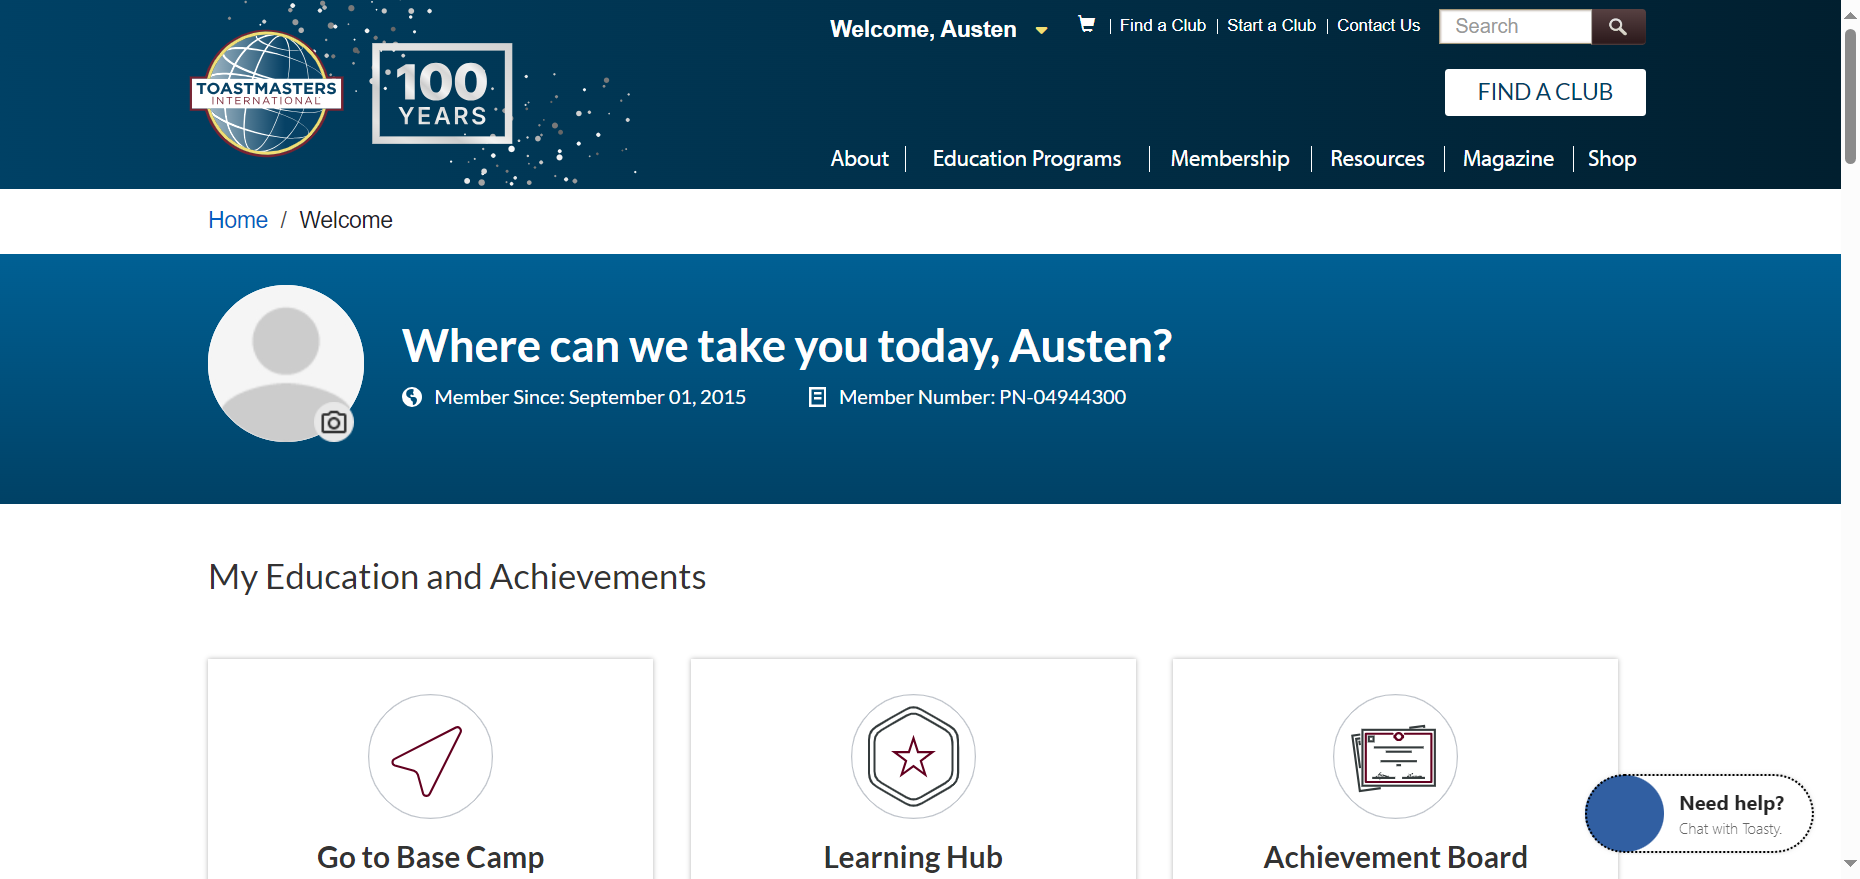 Welcome, Austen
Find a Club | Start a Club | Contact Us
Search
TOASTMASTERS
INTERNATIONAL
100
YEARS
FIND A CLUB
About
Education Programs
Membership
Resources
Magazine
Shop
Home / Welcome
Where can we take you today, Austen?
Member Since: September 01, 2015
Member Number: PN-04944300
My Education and Achievements
Go to Base Camp
Learning Hub
Achievement Board
Need help?
Chat with Toasty.